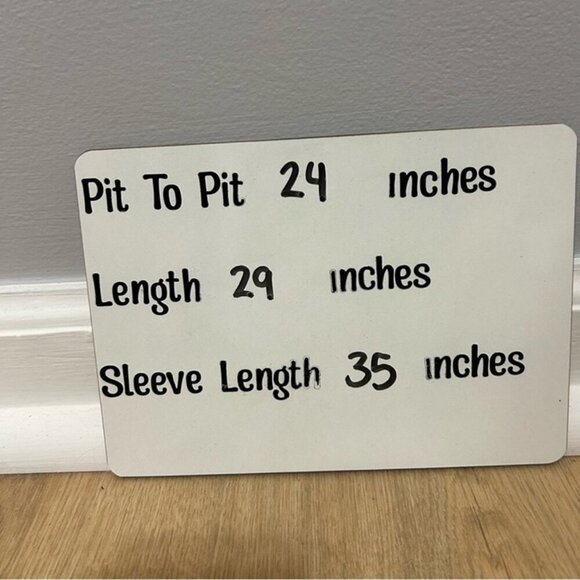 Pit To Pit 24 inches
Length 29 inches
Sleeve Length 35 inches